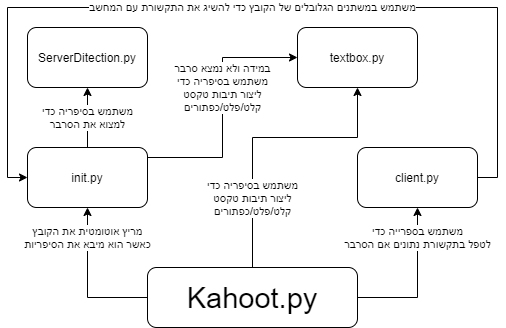 משתמש במשתנים הגלובלים של הקובץ כדי להשיג את התקשורת עם המחשב
ServerDitection.py
textbox.py
במידה ולא נמצא סרבר
משתמש בסיפריה כדי
ליצור תיבות טקסט
קלט/פלט/כפתורים
משתמש בסיפריה כדי
למצוא את הסרבר
init.py
client.py
משתמש בסיפריה כדי
ליצור תיבות טקסט
קלט/פלט/כפתורים
מריץ אוטומטית את הקובץ
כאשר הוא מיבא את הסיפריות
משתמש בספרייה כדי
לטפל בתקשורת נתונים אם הסרבר
Kahoot.py